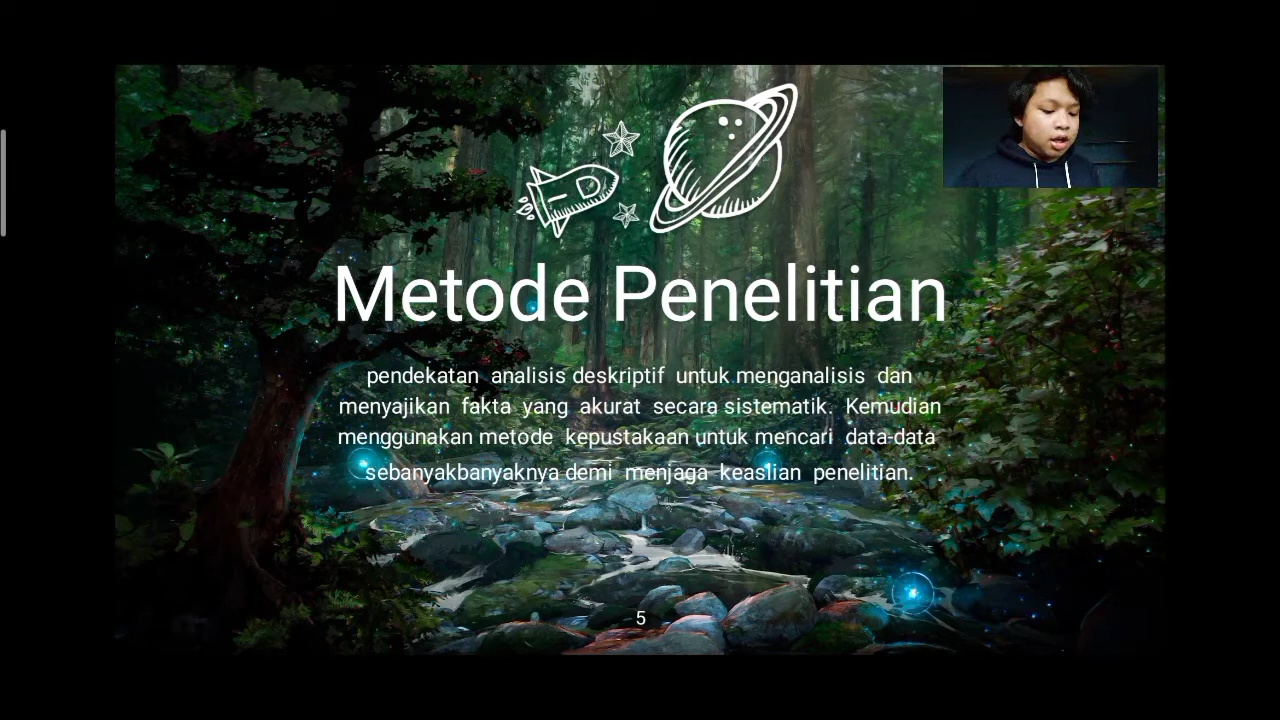 Metode Penelitian
pendekatan analisis deskriptif untuk menganalisis dan
menyajikan fakta yang akurat secara sistematik. Kemudian
menggunakan metode kepustakaan untuk mencari data-data
sebanyakbanyaknya demi menjaga keaslian penelitian.
5